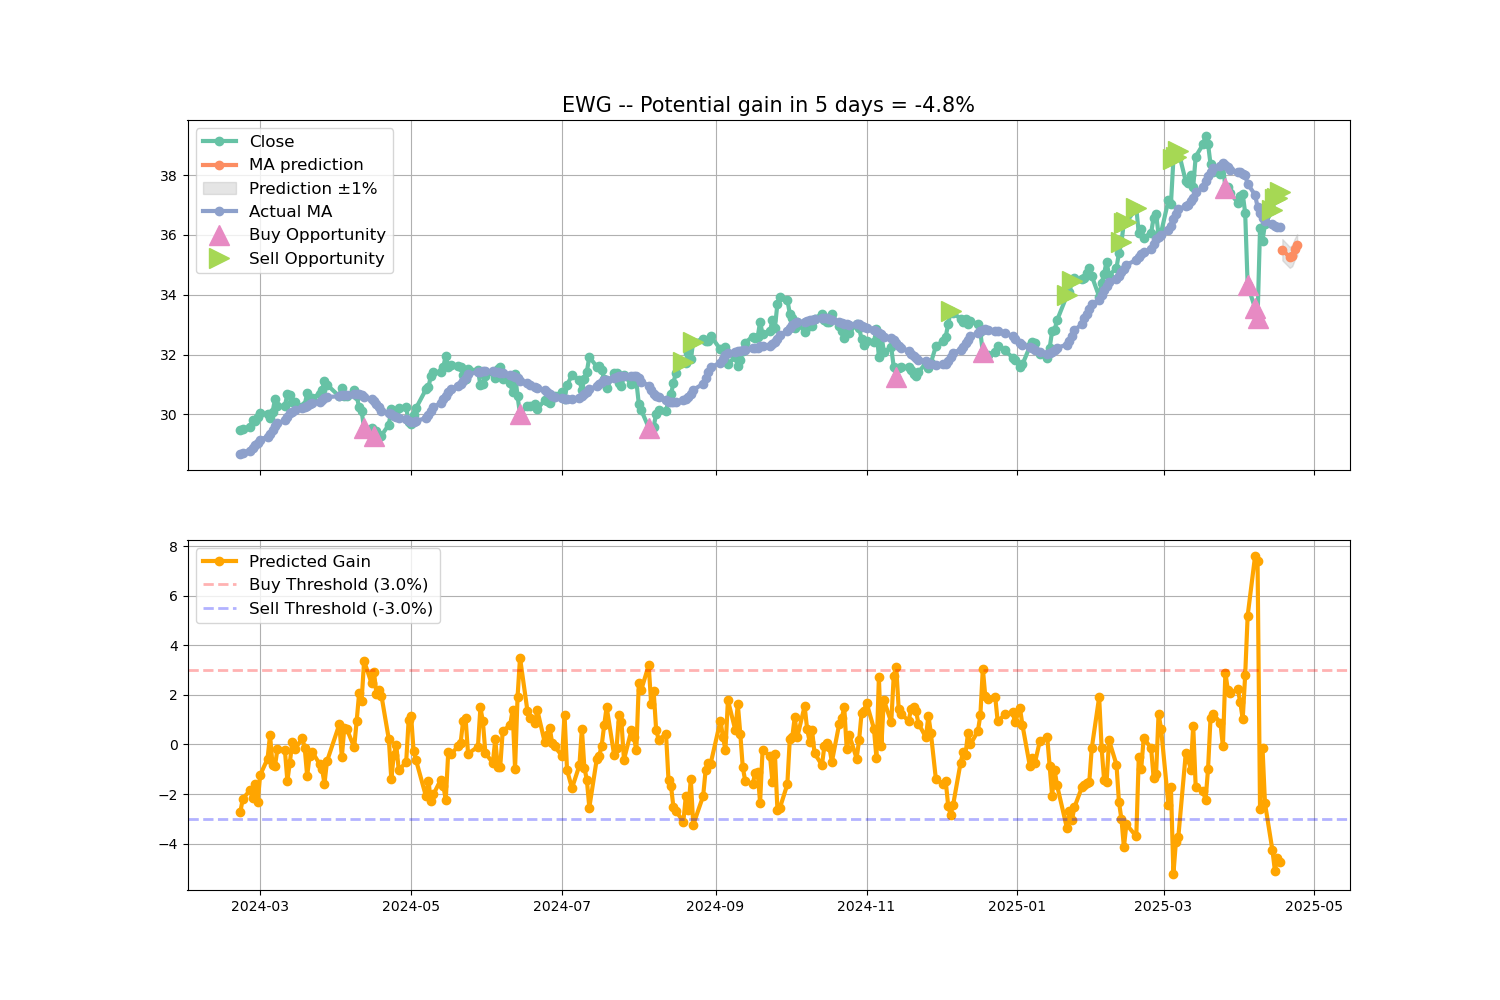 EWG -- Potential gain in 5 days = -4.8%
Close
MA prediction
Prediction ±1%
Actual MA
Buy Opportunity
Sell Opportunity
38
36
34
32
30
Predicted Gain
Buy Threshold (3.0%)
Sell Threshold (-3.0%)
8
6
4
2
0
−2
−4
2024-03 2024-05 2024-07 2024-09 2024-11 2025-01 2025-03 2025-05